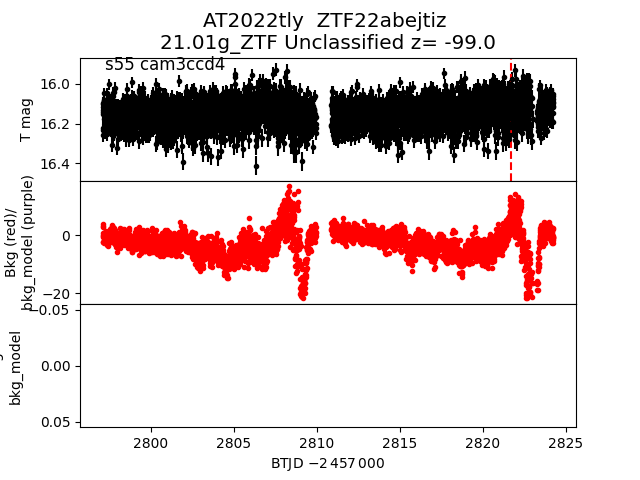 AT2022tly ZTF22abejtiz
21.01g_ZTF Unclassified z= -99.0
s55 cam3ccd4
16.0
16.2
16.4
T mag
0
−20
Bkg (red)/
bkg_model (purple)
−0.05
0.00
0.05
bkg_model
2800
2805
2810
2815
2820
2825
BTJD −2 457 000